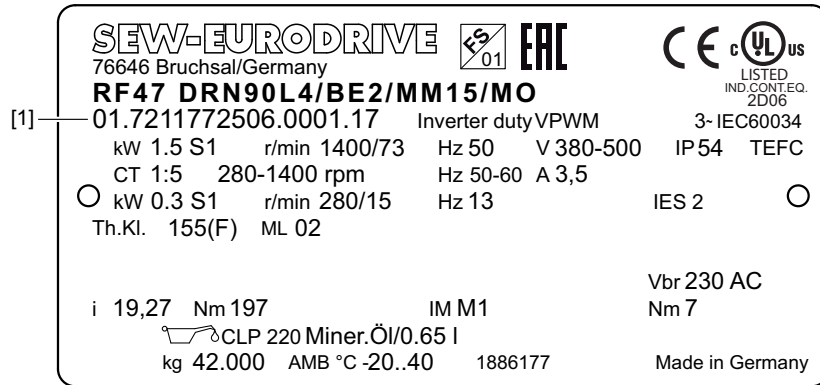 SEW-EURODRIVE FS 01 EAC CE c UL us
76646 Bruchsal/Germany LISTED
IND.CONT.EQ.
2D06
RF47 DRN90L4/BE2/MM15/MO
[1] 01.7211772506.0001.17 Inverter duty VPWM 3~ IEC60034
kW 1.5 S1 r/min 1400/73 Hz 50 V 380-500 IP 54 TEFC
CT 1:5 280-1400 rpm Hz 50-60 A 3,5
kW 0.3 S1 r/min 280/15 Hz 13 IES 2
Th.Kl. 155(F) ML 02
Vbr 230 AC
i 19,27 Nm 197 IM M1 Nm 7
CLP 220 Miner.Öl/0.65 l
kg 42.000 AMB °C -20..40 1886177 Made in Germany